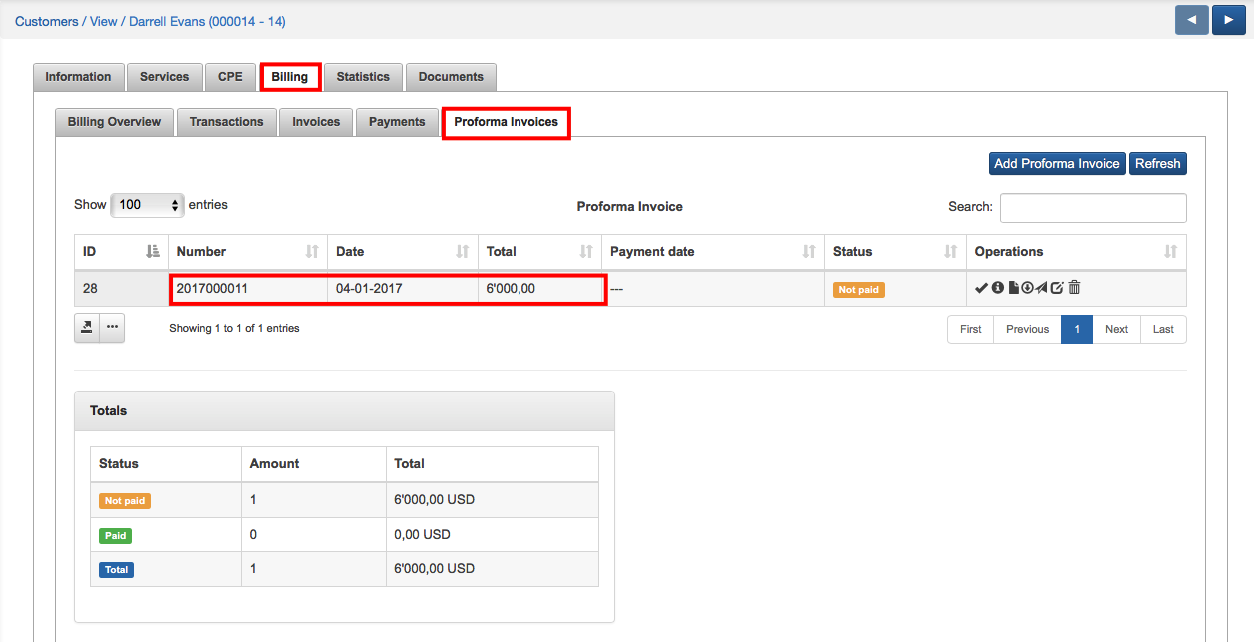 Customers / View / Darrell Evans (000014 - 14)
Information Services CPE Billing Statistics Documents
Billing Overview Transactions Invoices Payments Proforma Invoices
Add Proforma Invoice Refresh
Show 100 entries Proforma Invoice Search:
ID Number Date Total Payment date Status Operations
28 2017000011 04-01-2017 6'000,00 --- Not paid
Showing 1 to 1 of 1 entries First Previous 1 Next Last
Totals
Status Amount Total
Not paid 1 6'000,00 USD
Paid 0 0,00 USD
Total 1 6'000,00 USD